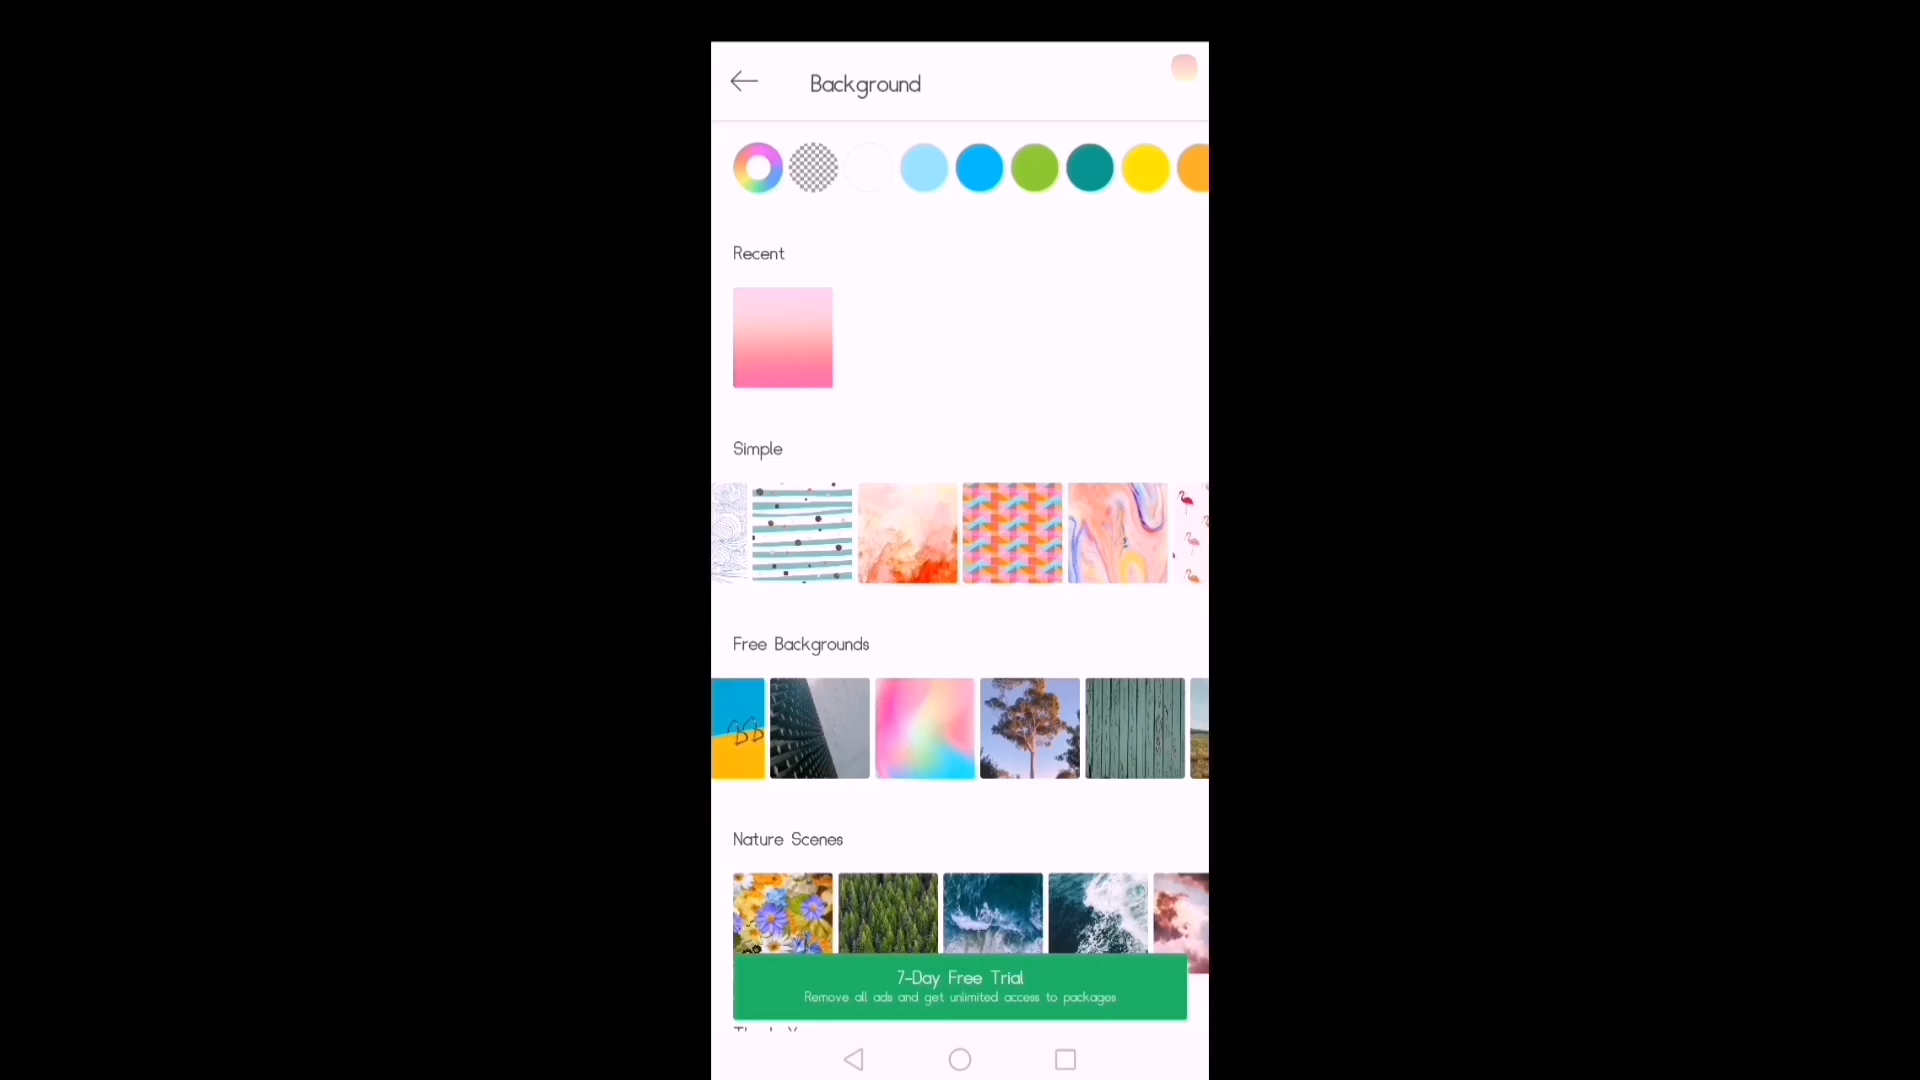 Background
Recent
Simple
Free Backgrounds
Nature Scenes
7-Day Free Trial
Remove all ads and get unlimited access to packages